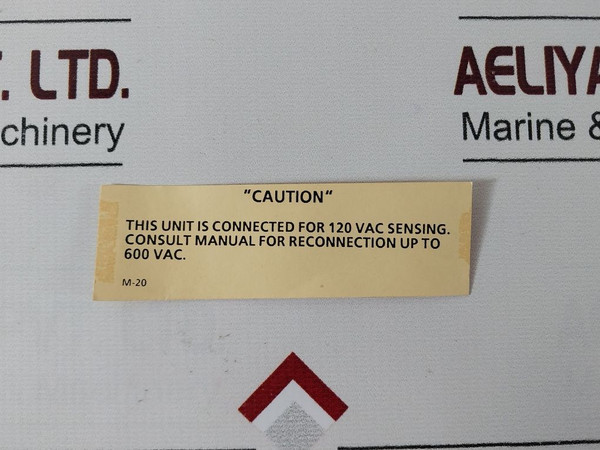 . LTD.
chinery
AELIYA
Marine &
"CAUTION"
THIS UNIT IS CONNECTED FOR 120 VAC SENSING.
CONSULT MANUAL FOR RECONNECTION UP TO
600 VAC.
M-20